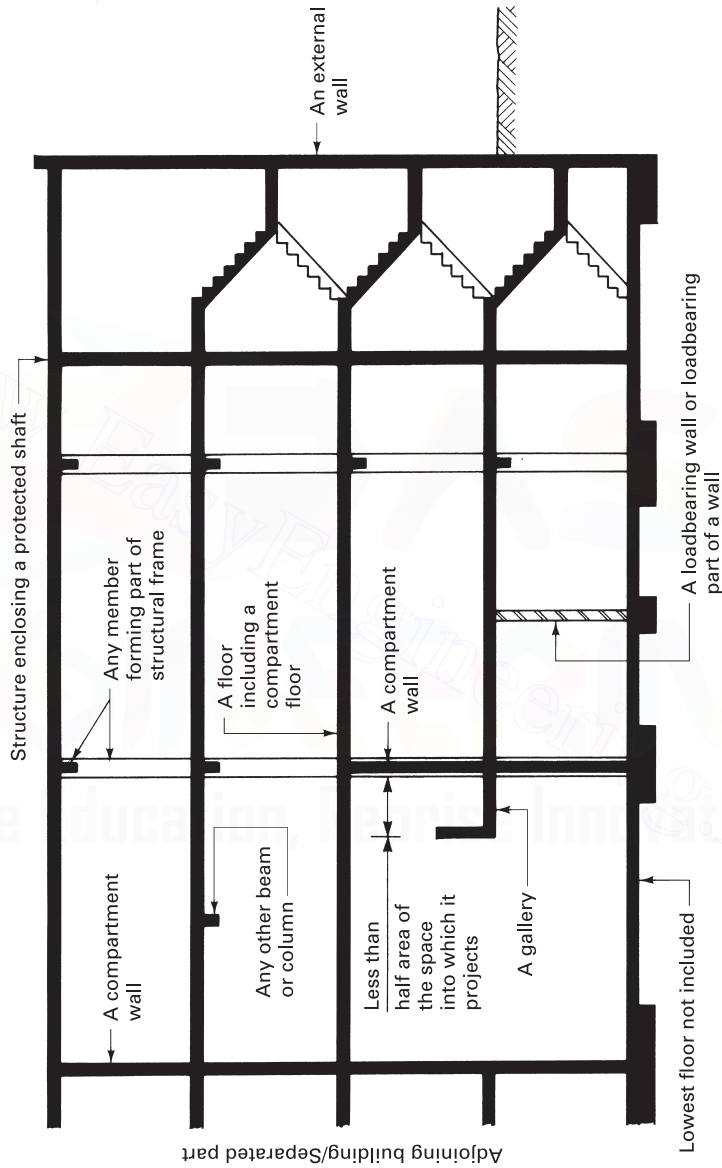 Structure enclosing a protected shaft
An external
wall
Any member
forming part of
structural frame
A compartment
wall
A floor
including a
compartment
floor
Any other beam
or column
A compartment
wall
Less than
half area of
the space
into which it
projects
A gallery
A loadbearing wall or loadbearing
part of a wall
Lowest floor not included
Adjoining building/Separated part